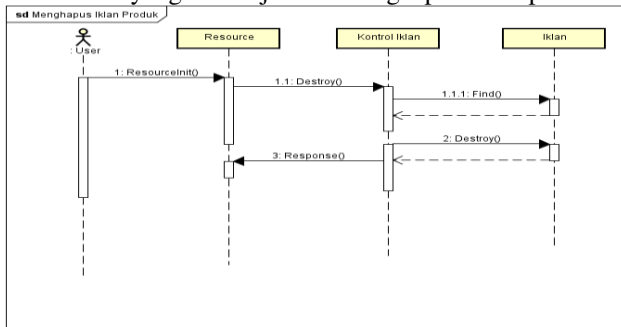 sd Menghapus Iklan Produk
Resource
Kontrol Iklan
Iklan
: User
1: ResourceInit()
1.1: Destroy()
1.1.1: Find()
2: Destroy()
3: Response()